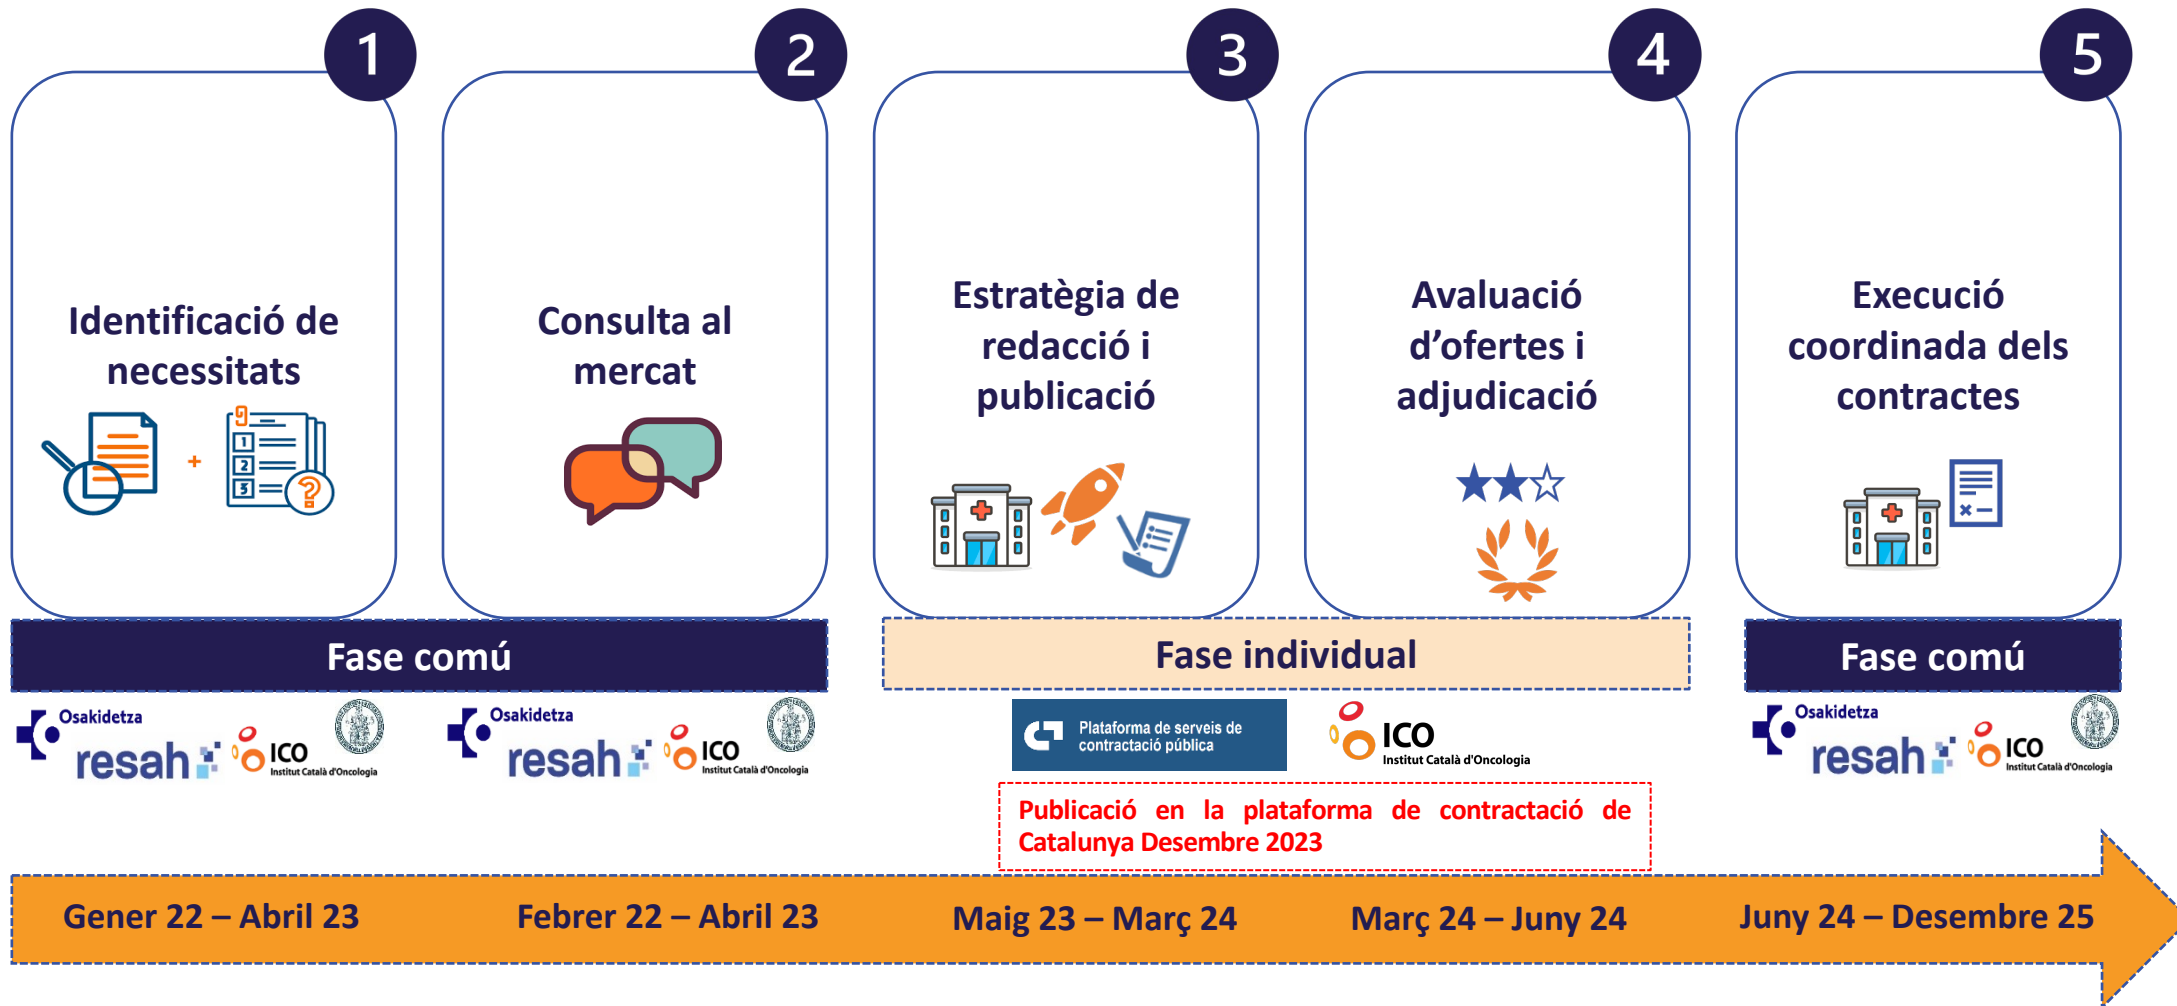 1
2
3
4
5
Identificació de
necessitats
1
2
3
?
Consulta al
mercat
Estratègia de
redacció i
publicació
Avaluació
d’ofertes i
adjudicació
Execució
coordinada dels
contractes
Fase comú
Fase individual
Fase comú
Osakidetza
resah
ICO
Institut Català d'Oncologia
Osakidetza
resah
ICO
Institut Català d'Oncologia
Plataforma de serveis de
contractació pública
ICO
Institut Català d'Oncologia
Osakidetza
resah
ICO
Institut Català d'Oncologia
Publicació en la plataforma de contractació de
Catalunya Desembre 2023
Gener 22 – Abril 23
Febrer 22 – Abril 23
Maig 23 – Març 24
Març 24 – Juny 24
Juny 24 – Desembre 25